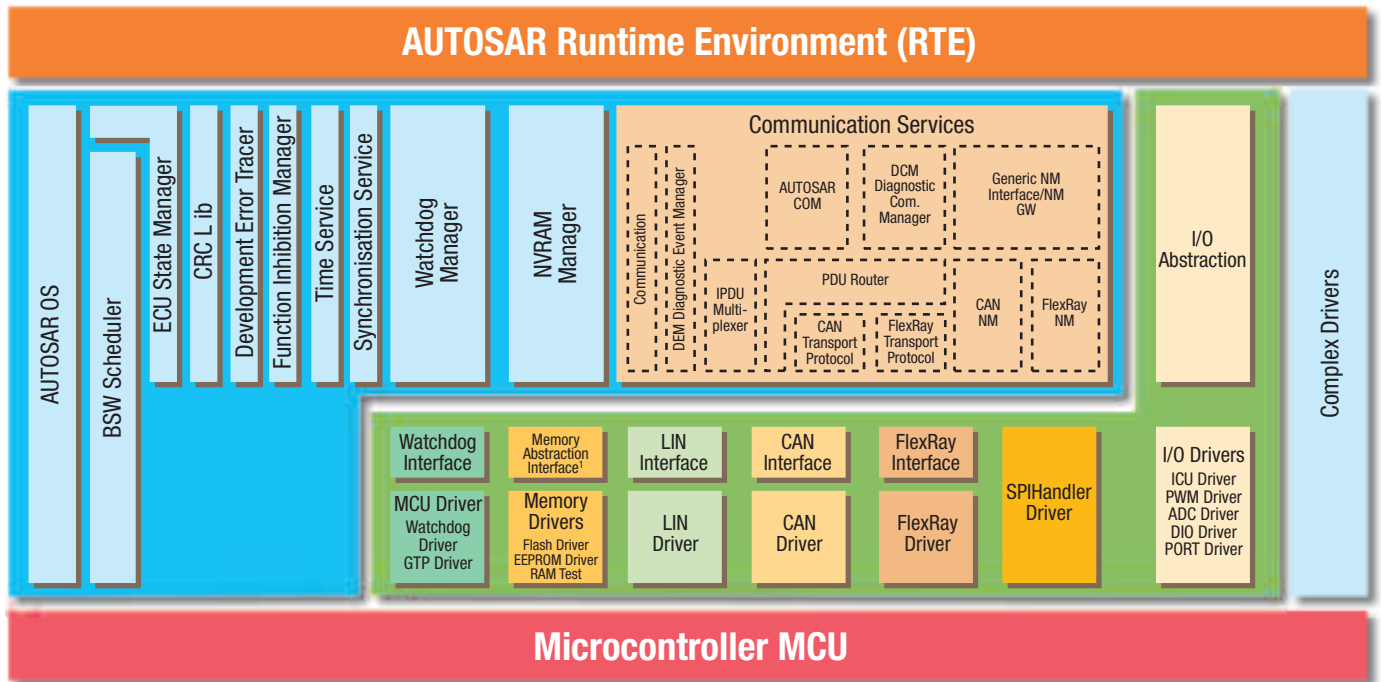 AUTOSAR Runtime Environment (RTE)
AUTOSAR OS
BSW Scheduler
ECU State Manager
CRC L ib
Development Error Tracer
Function Inhibition Manager
Time Service
Synchronisation Service
Watchdog
Manager
NVRAM
Manager
Communication Services
Communication
DEM Diagnostic Event Manager
AUTOSAR
COM
DCM
Diagnostic
Com.
Manager
Generic NM
Interface/NM
GW
IPDU
Multi-
plexer
PDU Router
CAN
Transport
Protocol
FlexRay
Transport
Protocol
CAN
NM
FlexRay
NM
I/O
Abstraction
Complex Drivers
Watchdog
Interface
Memory
Abstraction
Interface¹
LIN
Interface
CAN
Interface
FlexRay
Interface
SPIHandler
Driver
I/O Drivers
ICU Driver
PWM Driver
ADC Driver
DIO Driver
PORT Driver
MCU Driver
Watchdog
Driver
GTP Driver
Memory
Drivers
Flash Driver
EEPROM Driver
RAM Test
LIN
Driver
CAN
Driver
FlexRay
Driver
Microcontroller MCU